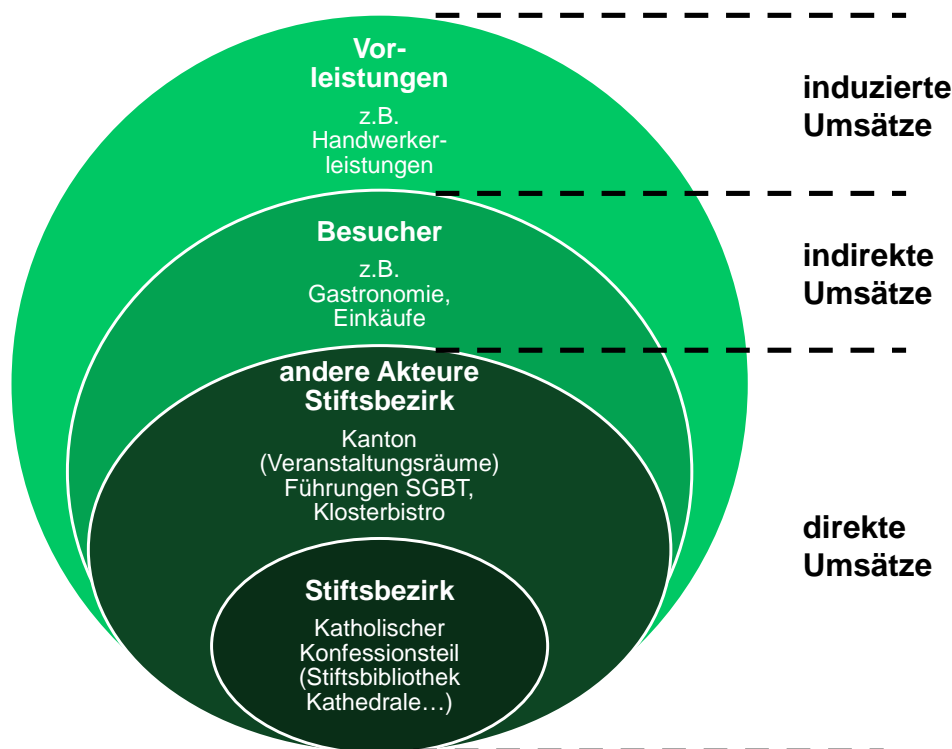 Vor-
leistungen
z.B.
Handwerker-
leistungen
induzierte
Umsätze
Besucher
z.B.
Gastronomie,
Einkäufe
indirekte
Umsätze
andere Akteure
Stiftsbezirk
Kanton
(Veranstaltungsräume)
Führungen SGBT,
Klosterbistro
direkte
Umsätze
Stiftsbezirk
Katholischer
Konfessionsteil
(Stiftsbibliothek
Kathedrale…)